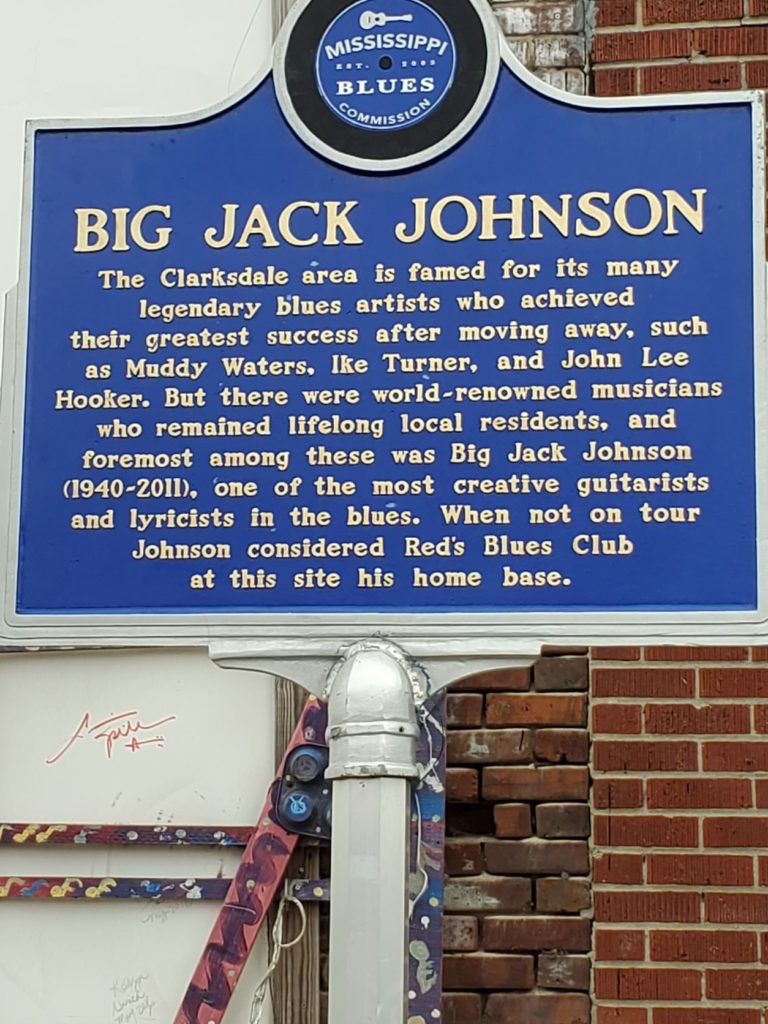 MISSISSIPPI
EST. 2003
BLUES
COMMISSION
BIG JACK JOHNSON
The Clarksdale area is famed for its many
legendary blues artists who achieved
their greatest success after moving away, such
as Muddy Waters, Ike Turner, and John Lee
Hooker. But there were world-renowned musicians
who remained lifelong local residents, and
foremost among these was Big Jack Johnson
(1940-2011), one of the most creative guitarists
and lyricists in the blues. When not on tour
Johnson considered Red's Blues Club
at this site his home base.